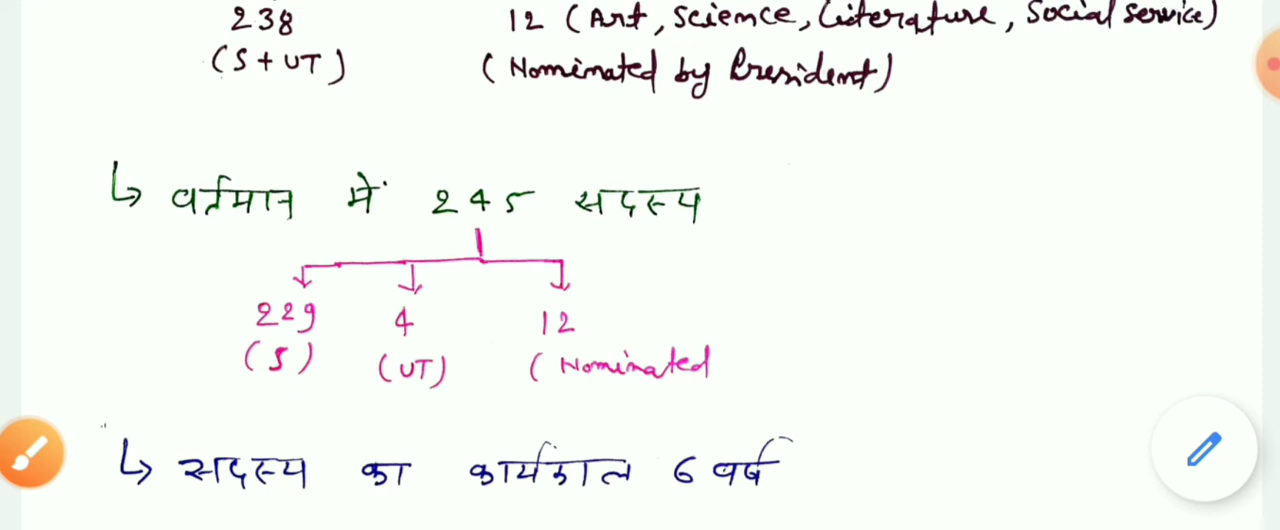 238 12 (Art, Science, Literature, Social service)
(S+UT) (Nominated by President)
↳ वर्तमान में 245 सदस्य
229 4 12
(S) (UT) (Nominated
↳ सदस्य का कार्यकाल 6 वर्ष